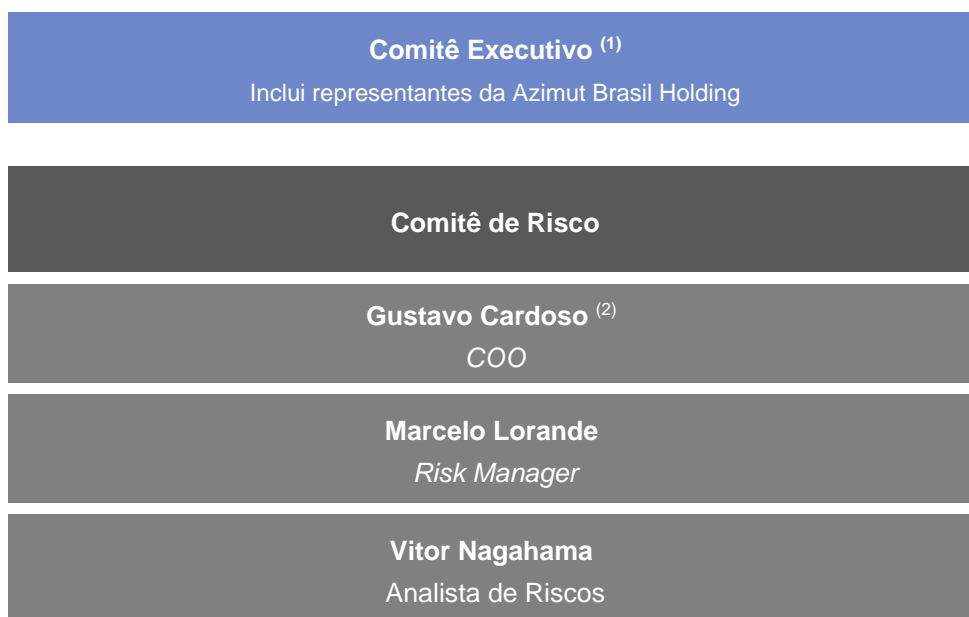 Comitê Executivo (1)
Inclui representantes da Azimut Brasil Holding
Comitê de Risco
Gustavo Cardoso (2)
COO
Marcelo Lorande
Risk Manager
Vitor Nagahama
Analista de Riscos